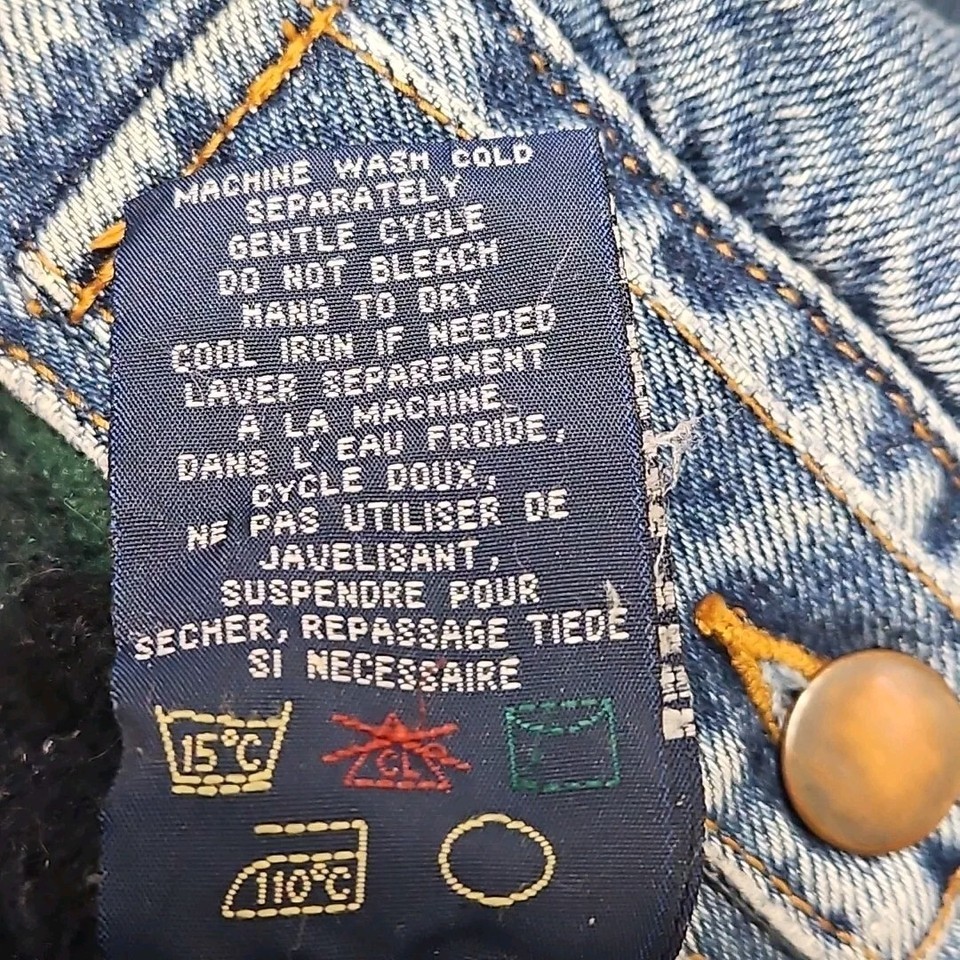 MACHINE WASH COLD
SEPARATELY
GENTLE CYCLE
DO NOT BLEACH
HANG TO DRY
COOL IRON IF NEEDED
LAVER SEPAREMENT
A LA MACHINE
DANS L'EAU FROIDE,
CYCLE DOUX,
NE PAS UTILISER DE
JAVELISANT,
SUSPENDRE POUR
SECHER, REPASSAGE TIEDE
SI NECESSAIRE
15°C CL
110°C